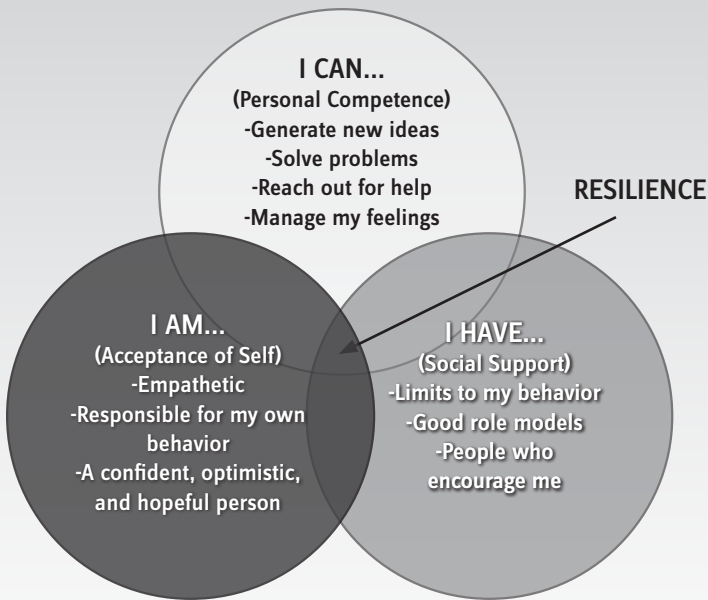 I CAN...
(Personal Competence)
-Generate new ideas
-Solve problems
-Reach out for help
-Manage my feelings
RESILIENCE
I AM...
(Acceptance of Self)
-Empathetic
-Responsible for my own
behavior
-A confident, optimistic,
and hopeful person
I HAVE...
(Social Support)
-Limits to my behavior
-Good role models
-People who
encourage me